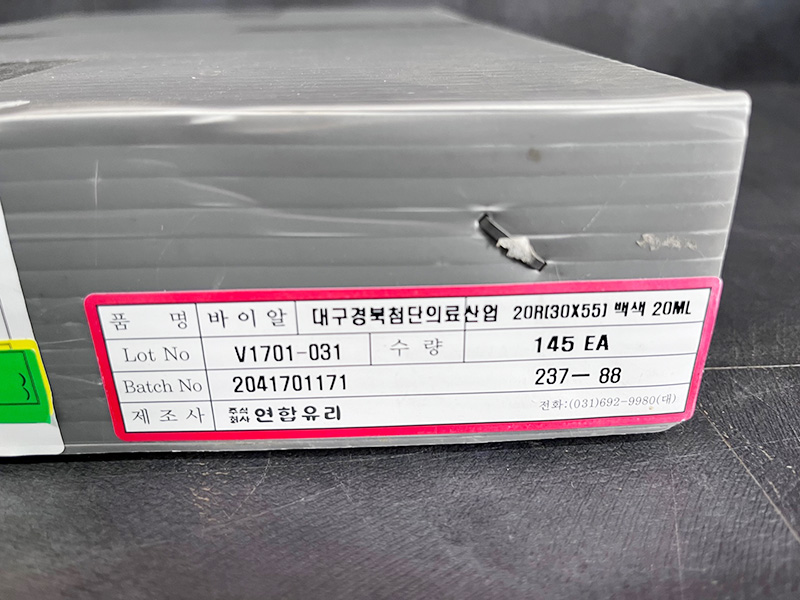 품 명 바이알 대구경북첨단의료산업 20R(30X55) 백색 20ML
Lot No V1701-031 수량 145 EA
Batch No 2041701171 237-88
제조사 주식회사 연합유리 전화:(031)692-9980(대)